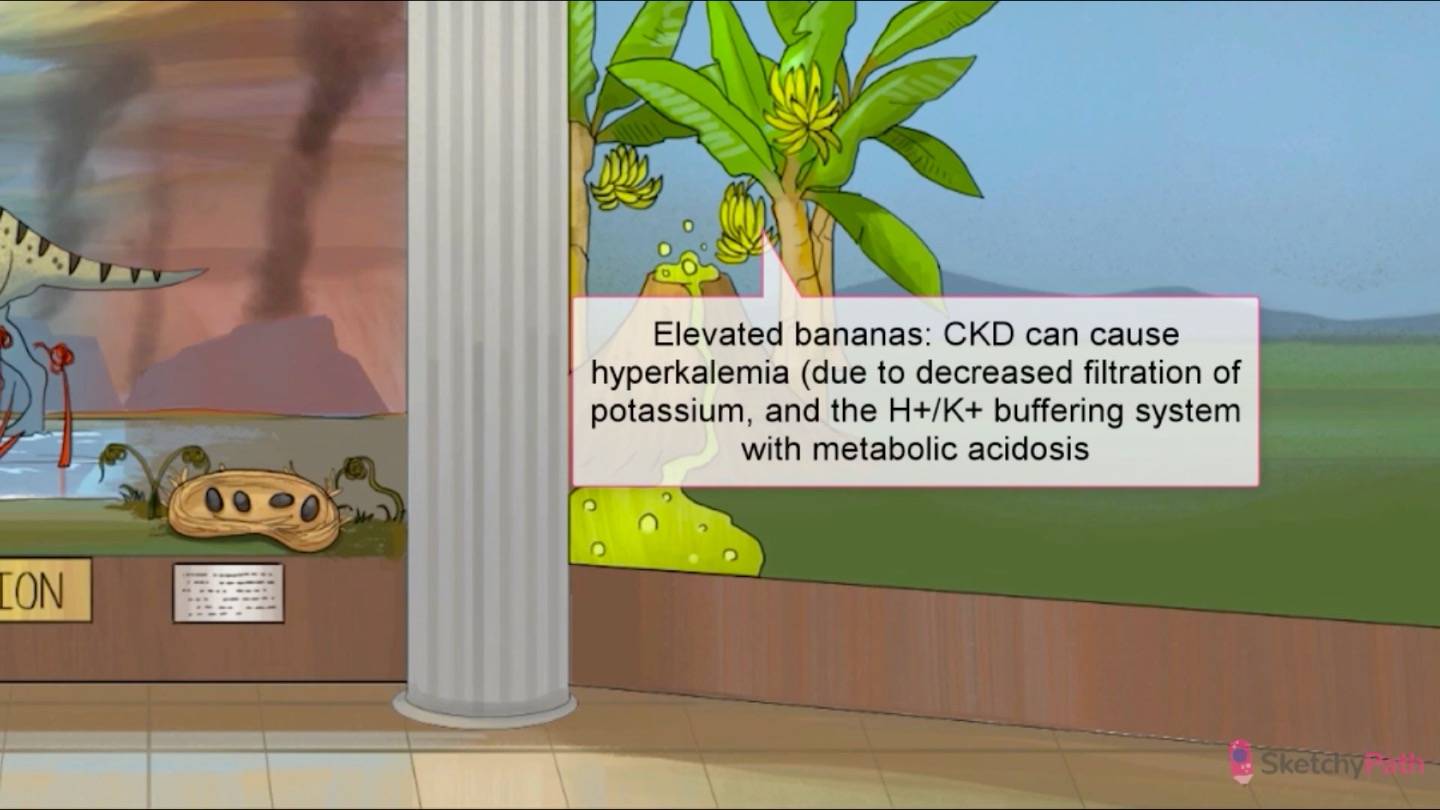 Elevated bananas: CKD can cause
hyperkalemia (due to decreased filtration of
potassium, and the H+/K+ buffering system
with metabolic acidosis
ION
SketchyPath